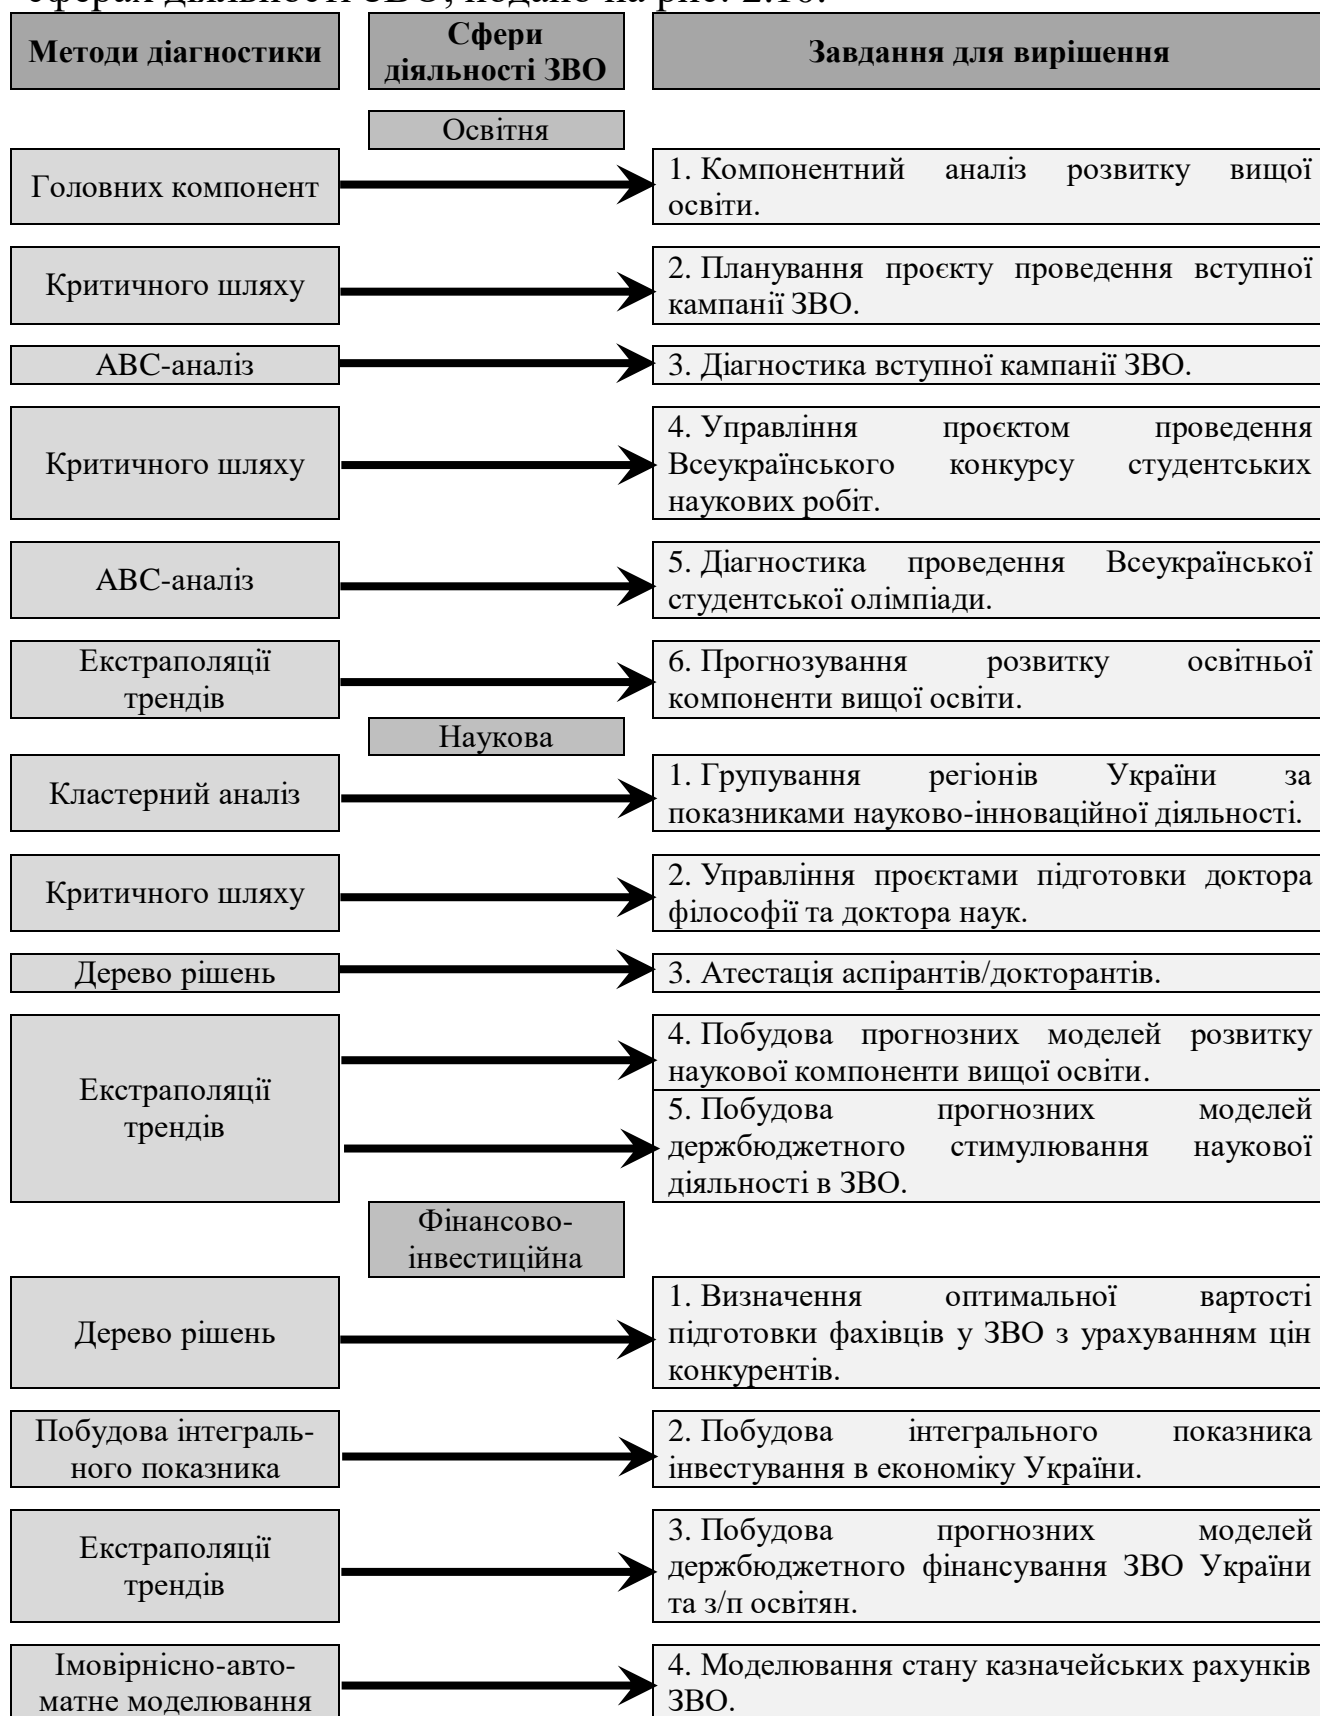 сферах діяльності ЗВО, подано на рис. 2.10.
Методи діагностики
Сфери
діяльності ЗВО
Завдання для вирішення
Освітня
Головних компонент
1. Компонентний аналіз розвитку вищої
освіти.
Критичного шляху
2. Планування проєкту проведення вступної
кампанії ЗВО.
АВС-аналіз
3. Діагностика вступної кампанії ЗВО.
Критичного шляху
4. Управління проєктом проведення
Всеукраїнського конкурсу студентських
наукових робіт.
АВС-аналіз
5. Діагностика проведення Всеукраїнської
студентської олімпіади.
Екстраполяції
трендів
6. Прогнозування розвитку освітньої
компоненти вищої освіти.
Наукова
Кластерний аналіз
1. Групування регіонів України за
показниками науково-інноваційної діяльності.
Критичного шляху
2. Управління проєктами підготовки доктора
філософії та доктора наук.
Дерево рішень
3. Атестація аспірантів/докторантів.
Екстраполяції
трендів
4. Побудова прогнозних моделей розвитку
наукової компоненти вищої освіти.
5. Побудова прогнозних моделей
держбюджетного стимулювання наукової
діяльності в ЗВО.
Фінансово-
інвестиційна
Дерево рішень
1. Визначення оптимальної вартості
підготовки фахівців у ЗВО з урахуванням цін
конкурентів.
Побудова інтеграль-
ного показника
2. Побудова інтегрального показника
інвестування в економіку України.
Екстраполяції
трендів
3. Побудова прогнозних моделей
держбюджетного фінансування ЗВО України
та з/п освітян.
Імовірнісно-авто-
матне моделювання
4. Моделювання стану казначейських рахунків
ЗВО.